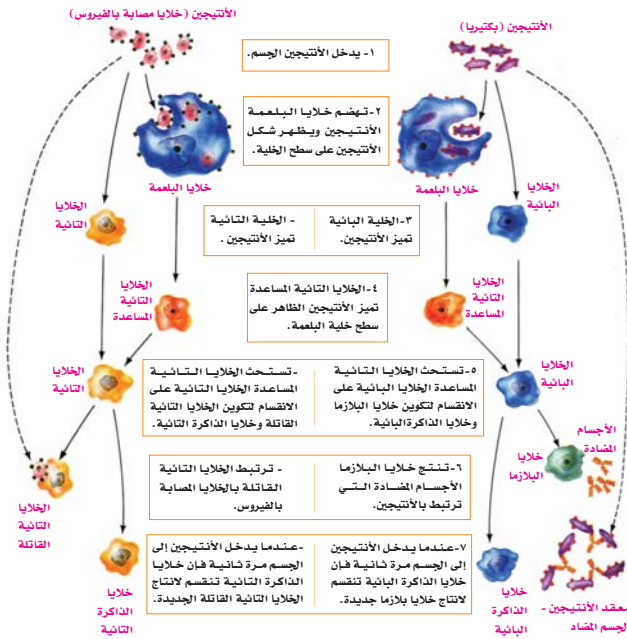 الأنتيجين (بكتيريا)
الأنتيجين (خلايا مصابة بالفيروس)
١- يدخل الأنتيجين الجسم.
٢- تهضم خلايا البلعمة
الأنتيجين ويظهر شكل
الأنتيجين على سطح الخلية.
خلايا البلعمة
خلايا البلعمة
الخلايا
البائية
الخلايا
التائية
٣- الخلية البائية
تميز الأنتيجين.
- الخلية التائية
تميز الأنتيجين .
٤- الخلايا التائية المساعدة
تميز الأنتيجين الظاهر على
سطح خلية البلعمة.
الخلايا
التائية
المساعدة
الخلايا
التائية
المساعدة
٥- تستحث الخلايا التائية
المساعدة الخلايا البائية على
الانقسام لتكوين خلايا بلازما
وخلايا الذاكرة البائية.
- تستحث الخلايا التائية
المساعدة الخلايا التائية على
الانقسام لتكوين الخلايا التائية
القاتلة وخلايا الذاكرة التائية.
الخلايا
البائية
الخلايا
التائية
الأجسام
المضادة
خلايا
البلازما
٦- تنتج خلايا البلازما
الأجسام المضادة التي
ترتبط بالأنتيجين.
- ترتبط الخلايا التائية
القاتلة بالخلايا المصابة
بالفيروس.
الخلايا
التائية
القاتلة
٧- عندما يدخل الأنتيجين
إلى الجسم مرة ثانية فإن
خلايا الذاكرة البائية تنقسم
لانتاج خلايا بلازما جديدة.
- عندما يدخل الأنتيجين إلى
الجسم مرة ثانية فإن خلايا
الذاكرة التائية تنقسم لانتاج
الخلايا التائية القاتلة الجديدة.
معقد الأنتيجين -
الجسم المضاد
خلايا
الذاكرة
البائية
خلايا
الذاكرة
التائية